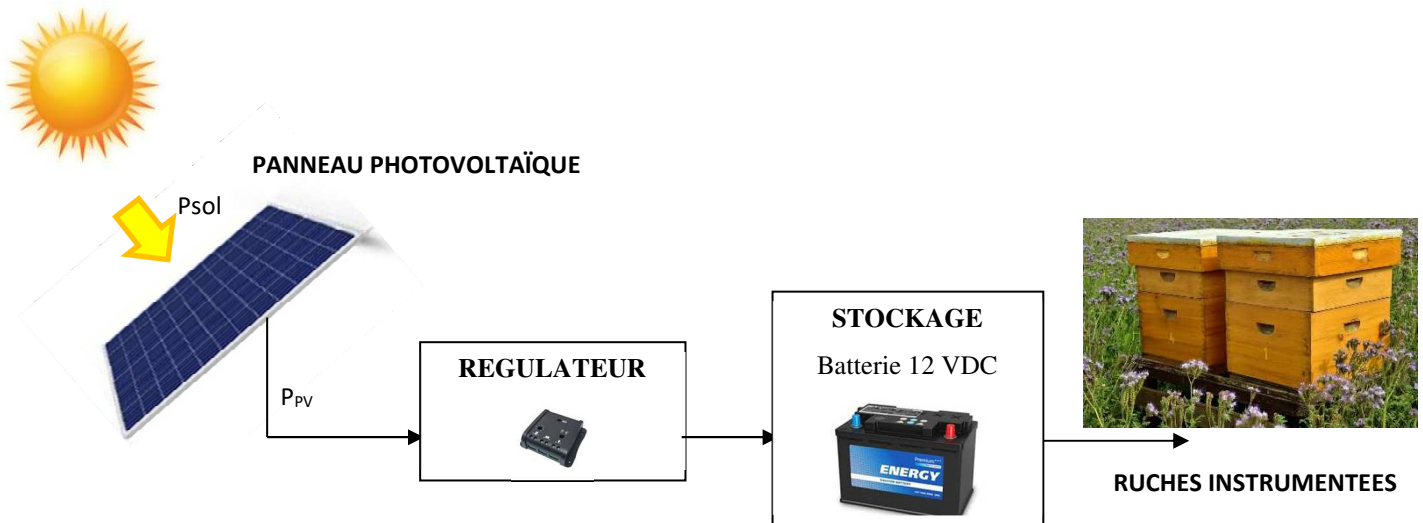 PANNEAU PHOTOVOLTAÏQUE
Psol
PPV
REGULATEUR
STOCKAGE
Batterie 12 VDC
ENERGY
RUCHES INSTRUMENTEES